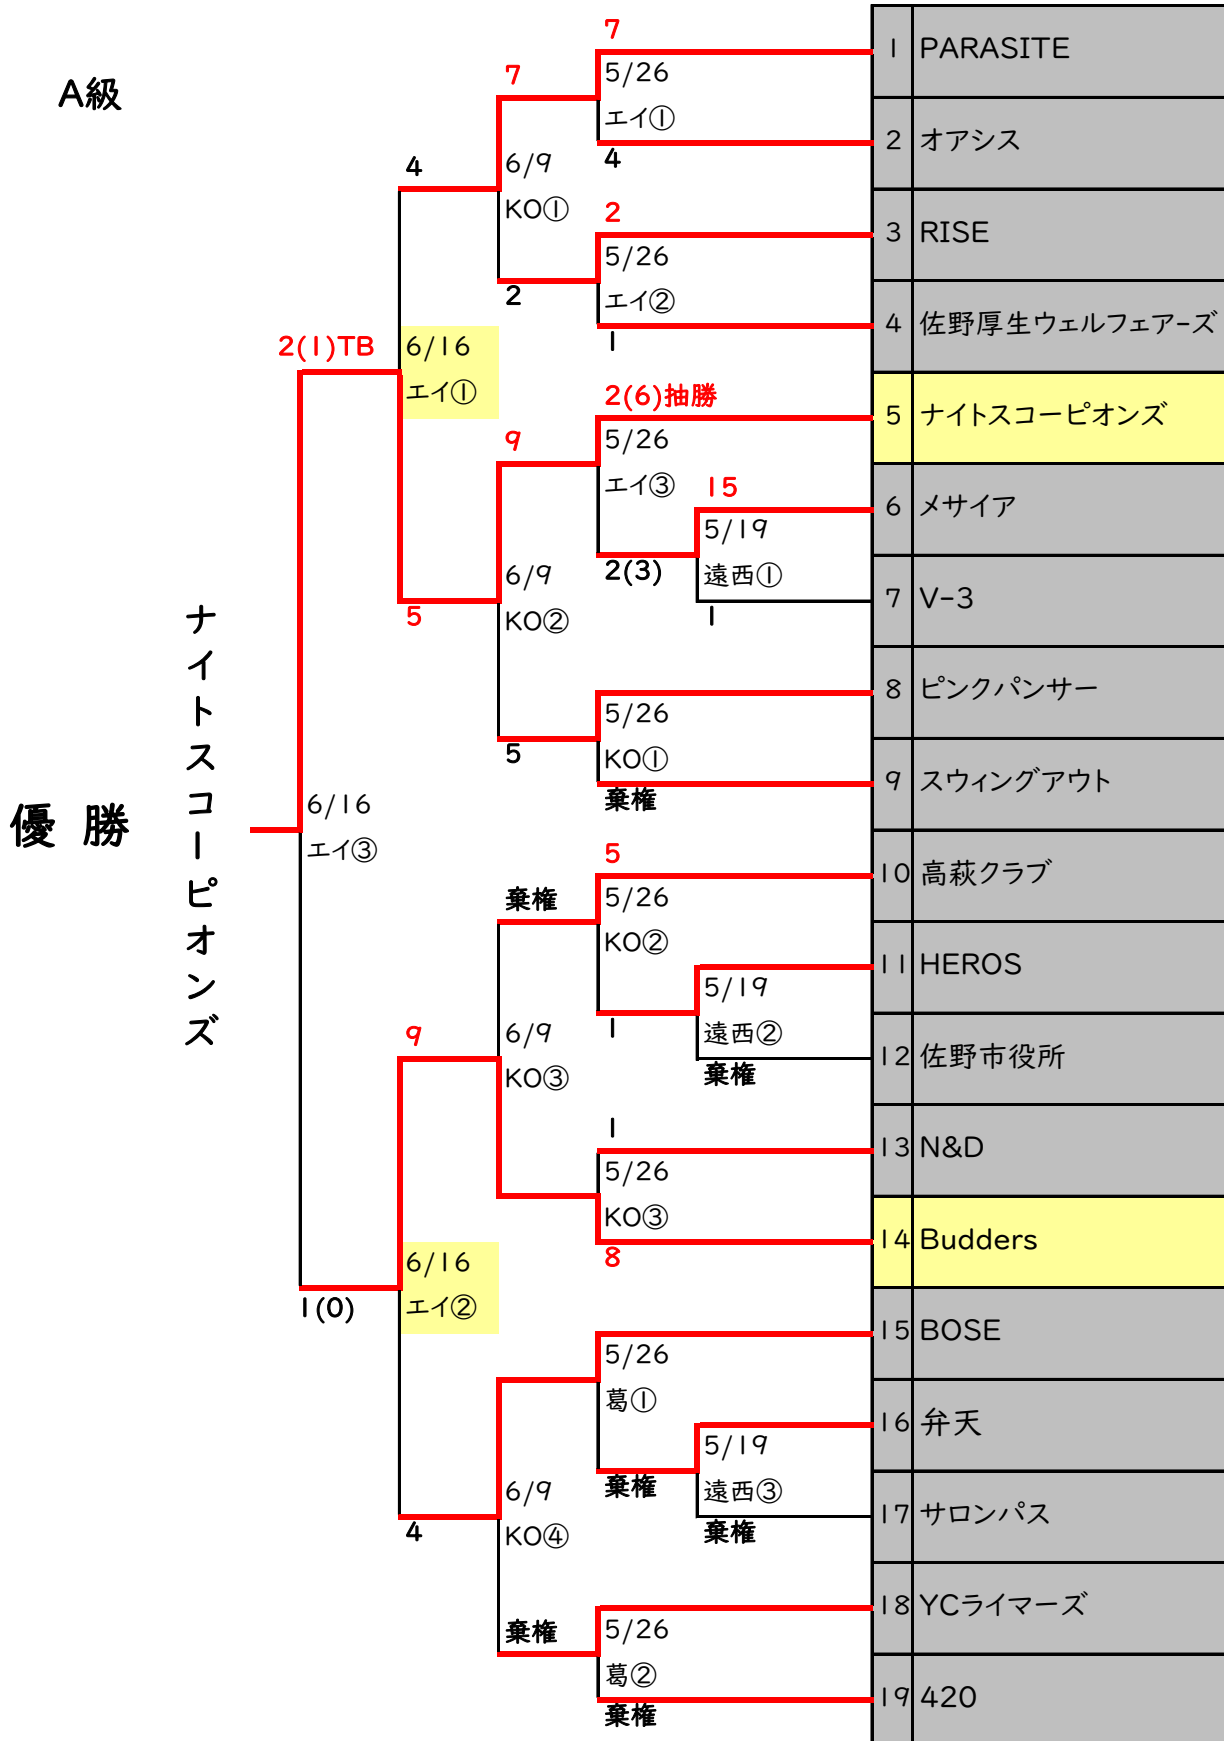 A級
優勝
ナイトスコーピオンズ
2(1)TB
6/16
エイ③
1(0)
4
6/16
エイ①
5
9
6/16
エイ②
4
7
6/9
KO①
2
9
6/9
KO②
5
棄権
6/9
KO③
6/9
KO④
棄権
7
5/26
エイ①
4
2
5/26
エイ②
1
2(6)抽勝
5/26
エイ③
2(3)
15
5/19
遠西①
1
5/26
KO①
棄権
5
5/26
KO②
1
5/19
遠西②
棄権
1
5/26
KO③
8
5/26
葛①
棄権
5/19
遠西③
棄権
5/26
葛②
棄権
1 PARASITE
2 オアシス
3 RISE
4 佐野厚生ウェルフェア-ズ
5 ナイトスコーピオンズ
6 メサイア
7 V-3
8 ピンクパンサー
9 スウィングアウト
10 高萩クラブ
11 HEROS
12 佐野市役所
13 N&D
14 Budders
15 BOSE
16 弁天
17 サロンパス
18 YCライマーズ
19 420